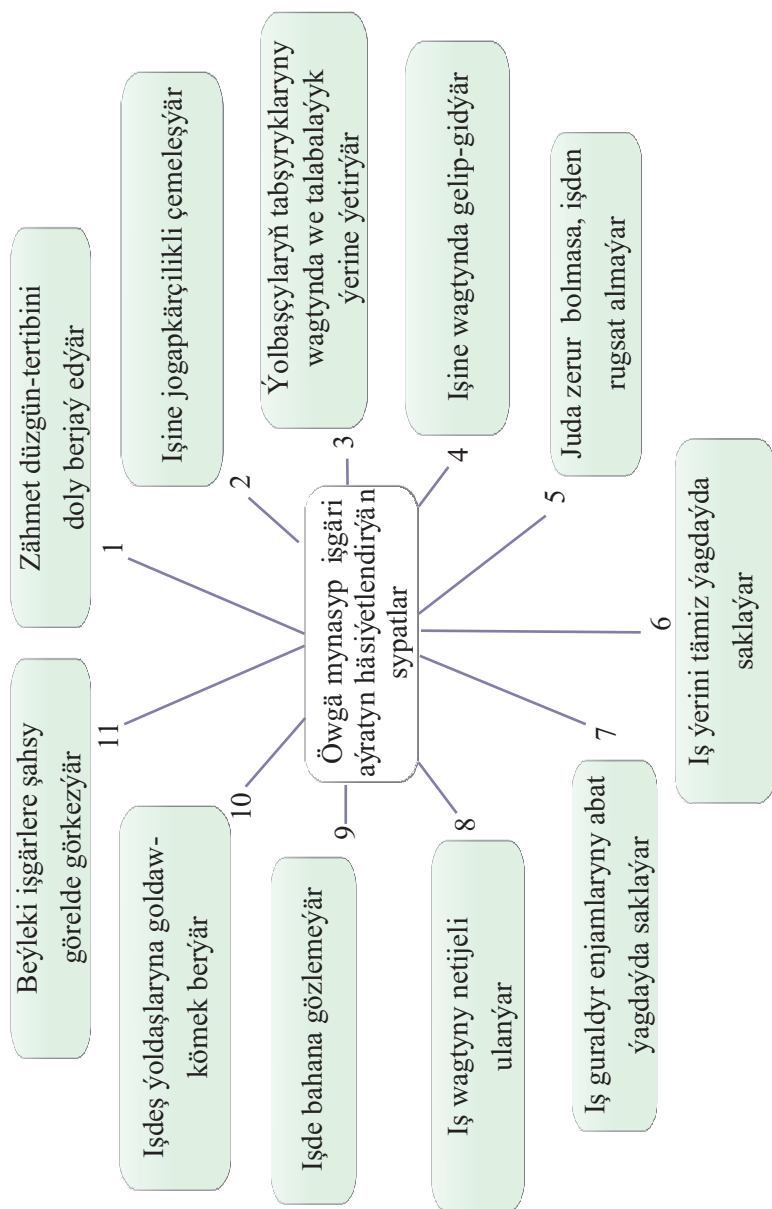 Öwgä mynasyp işgäri
aýratyn häsiýetlendirýän
sypatlar
1
Zähmet düzgün-tertibini
doly berjaý edýär
2
Işine jogapkärçilikli çemeleşýär
3
Ýolbaşçylaryň tabşyryklaryny
wagtynda we talabalaýyk
ýerine ýetirýär
4
Işine wagtynda gelip-gidýär
5
Juda zerur bolmasa, işden
rugsat almaýar
6
Iş ýerini tämiz ýagdaýda
saklaýar
7
Iş guraldyr enjamlaryny abat
ýagdaýda saklaýar
8
Iş wagtyny netijeli
ulanýar
9
Işde bahana gözlemeýär
10
Işdeş ýoldaşlaryna goldaw-
kömek berýär
11
Beýleki işgärlere şahsy
görelde görkezýär